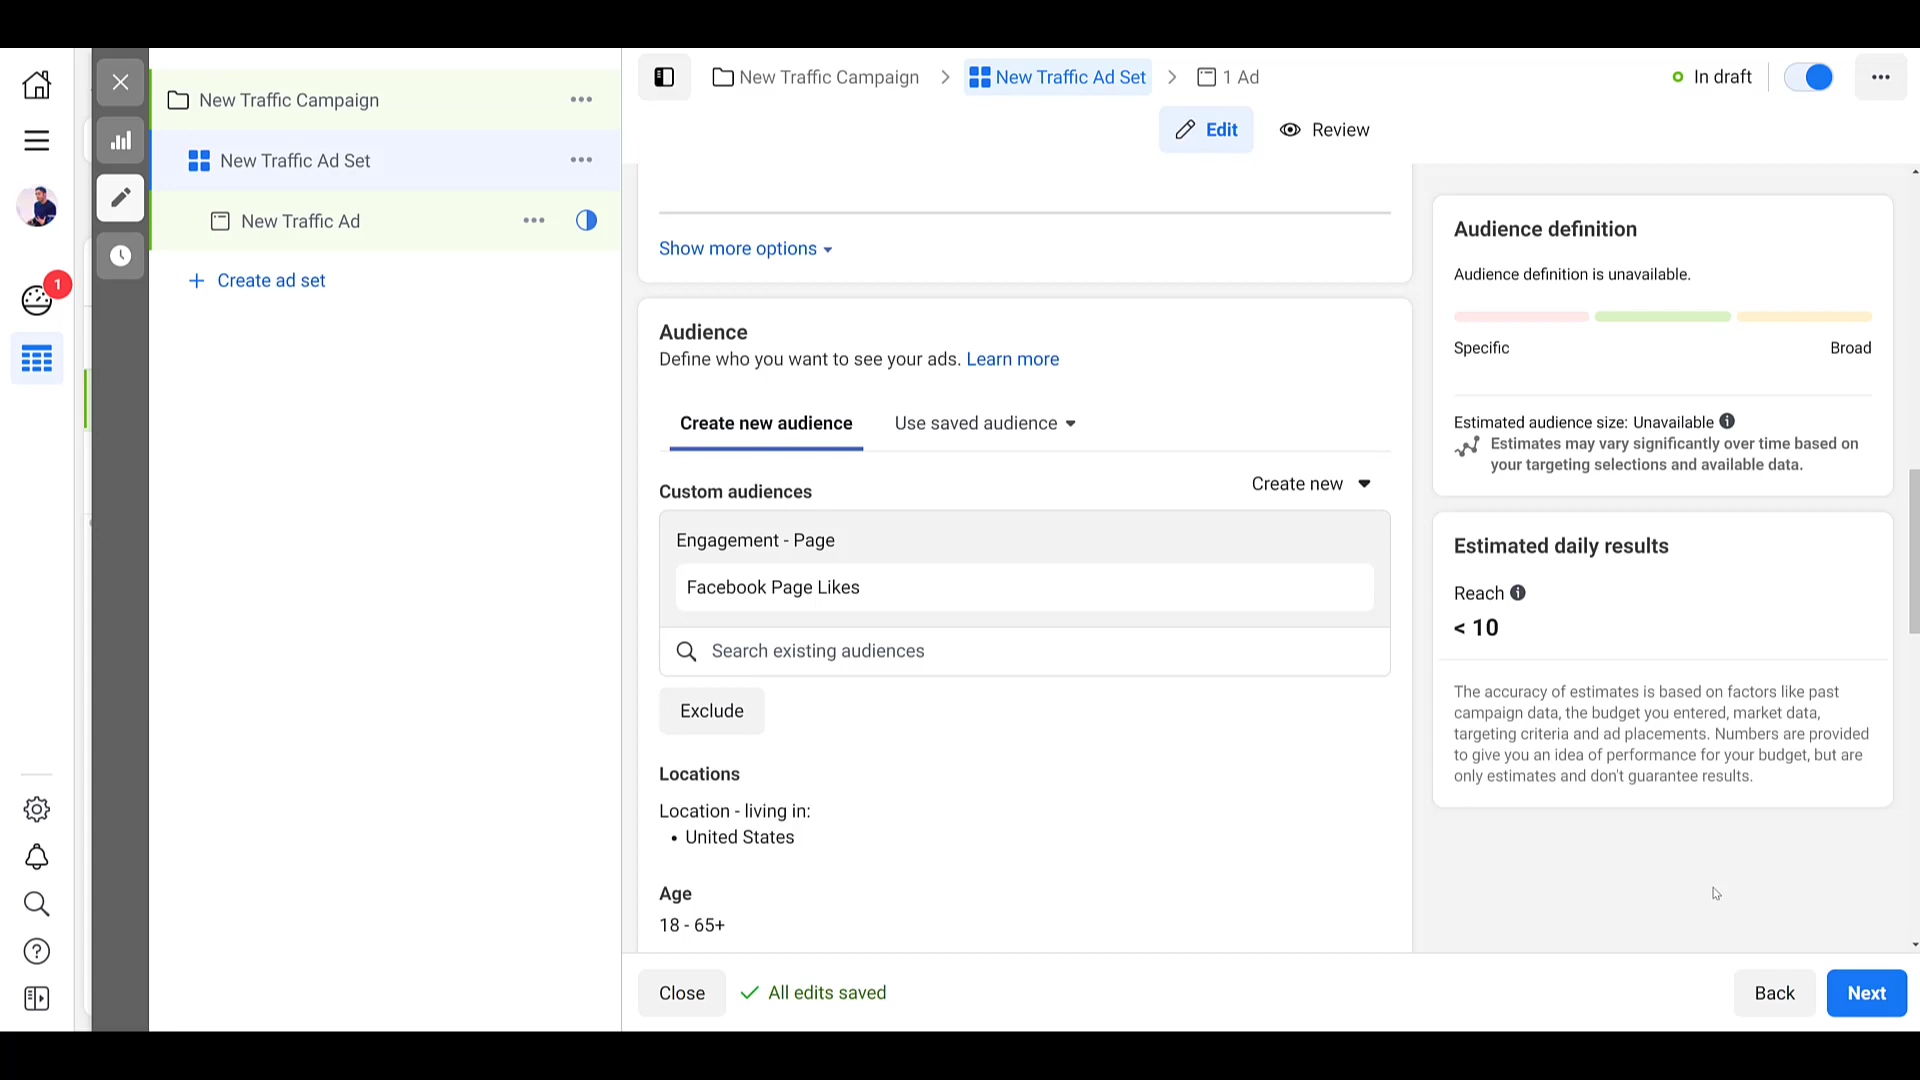 New Traffic Campaign
New Traffic Ad Set
New Traffic Ad
+ Create ad set
1
New Traffic Campaign > New Traffic Ad Set > 1 Ad
In draft
Edit
Review
Show more options
Audience
Define who you want to see your ads. Learn more
Create new audience
Use saved audience
Custom audiences
Create new
Engagement - Page
Facebook Page Likes
Search existing audiences
Exclude
Locations
Location - living in:
• United States
Age
18 - 65+
Audience definition
Audience definition is unavailable.
Specific
Broad
Estimated audience size: Unavailable
Estimates may vary significantly over time based on
your targeting selections and available data.
Estimated daily results
Reach
< 10
The accuracy of estimates is based on factors like past
campaign data, the budget you entered, market data,
targeting criteria and ad placements. Numbers are provided
to give you an idea of performance for your budget, but are
only estimates and don't guarantee results.
Close
All edits saved
Back
Next